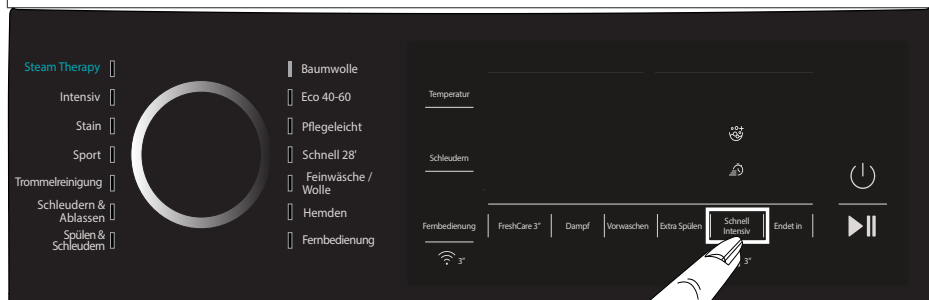 Steam Therapy
Intensiv
Stain
Sport
Trommelreinigung
Schleudern &
Ablassen
Spülen &
Schleudern
Baumwolle
Eco 40-60
Pflegeleicht
Schnell 28'
Feinwäsche /
Wolle
Hemden
Fernbedienung
Temperatur
Schleudern
Fernbedienung
FreshCare 3"
Dampf
Vorwaschen
Extra Spülen
Schnell
Intensiv
Endet in
3"
3"